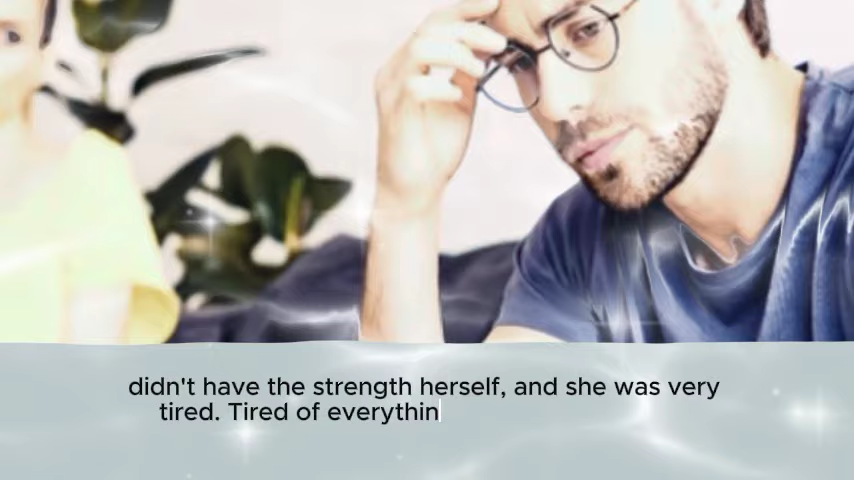 didn't have the strength herself, and she was very
tired. Tired of everythin